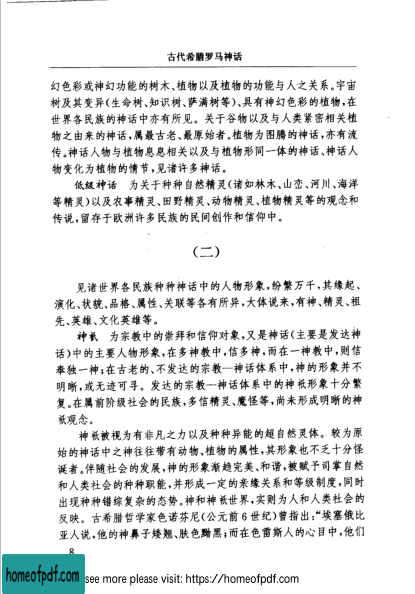 古代希腊罗马神话
幻色彩或神幻功能的树木、植物以及植物的功能与人之关系。宇宙
树及其变异(生命树、知识树、萨满树等)、具有神幻色彩的植物,在
世界各民族的神话中亦有所见。关于谷物以及与人类紧密相关植
物之由来的神话,属最古老、最原始者。植物为图腾的神话,亦有流
传。神话人物与植物息息相关以及与植物形同一体的神话、神话人
物变化为植物的情节,见诸许多神话。
低级神话 为关于种种自然精灵(诸如林木、山峦、河川、海洋
等精灵)以及农事精灵、田野精灵、动物精灵、植物精灵等的观念和
传说,留存于欧洲许多民族的民间创作和信仰中。
(二)
见诸世界各民族种种神话中的人物形象,纷繁万千,其缘起、
演化、状貌、品格、属性、关联等各有所异,大体说来,有神、精灵、祖
先、英雄、文化英雄等。
神祇 为宗教中的崇拜和信仰对象,又是神话(主要是发达神
话)中的主要人物形象,在多神教中,信多神,而在一神教中,则信
奉独一神;在古老的、不发达的宗教—神话体系中,神的形象并不
明晰,或无迹可寻。发达的宗教—神话体系中的神祇形象十分繁
复。在属前阶级社会的民族,多信精灵、魔怪等,尚未形成明晰的神
祇观念。
神祇被视为有非凡之力以及种种异能的超自然灵体。较为原
始的神话中之神往往带有动物、植物的属性,其形象也不乏十分怪
诞者。伴随社会的发展,神的形象渐趋完美、和谐,被赋予司掌自然
和人类社会的种种职能,并形成一定的亲缘关系和等级制度,同时
出现种种错综复杂的态势。神和神祇世界,实则为人和人类社会的
反映。古希腊哲学家色诺芬尼(公元前6世纪)曾指出:“埃塞俄比
亚人说,他的神鼻子矮翘、肤色黝黑;而在色雷斯人的心目中,他们
8
homeofpdf.com
see more please visit: https://homeofpdf.com